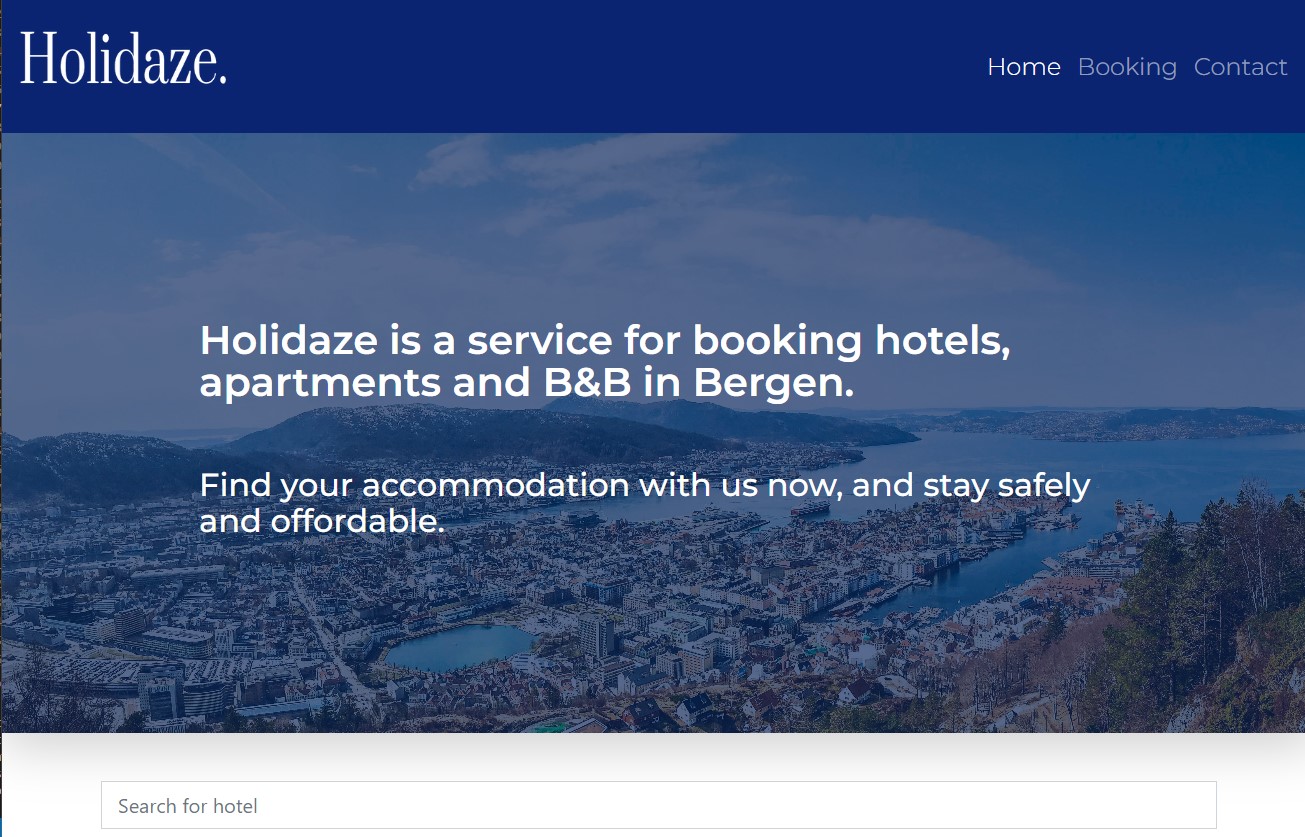 Holidaze.
Home Booking Contact
Holidaze is a service for booking hotels,
apartments and B&B in Bergen.
Find your accommodation with us now, and stay safely
and offordable.
Search for hotel